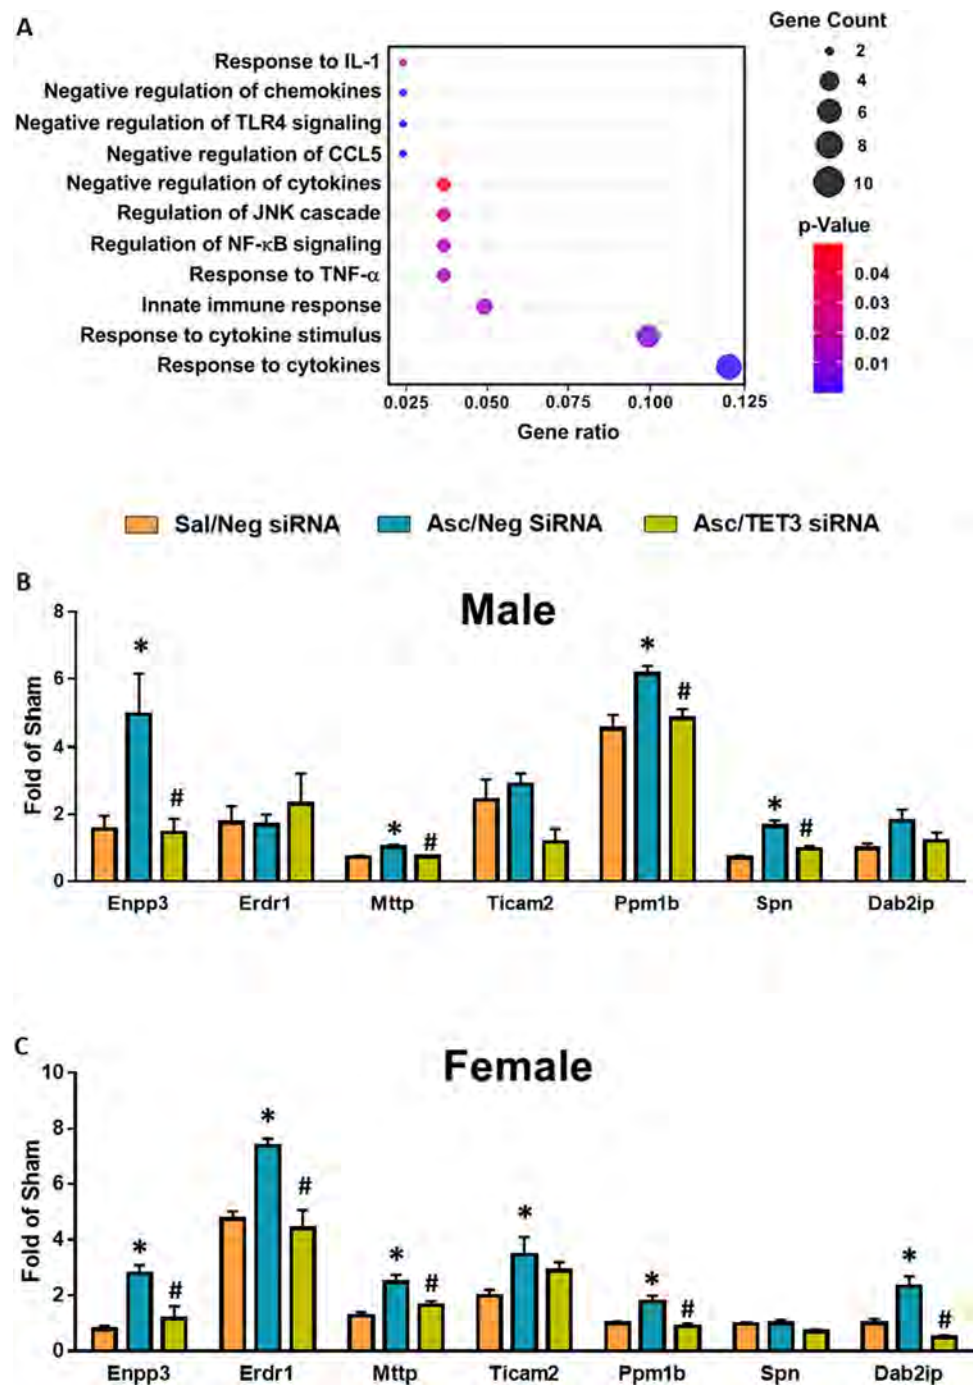 A
Gene Count
Response to IL-1
2
Negative regulation of chemokines
4
Negative regulation of TLR4 signaling
6
Negative regulation of CCL5
8
Negative regulation of cytokines
10
Regulation of JNK cascade
p-Value
Regulation of NF-κB signaling
0.04
Response to TNF-α
0.03
Innate immune response
0.02
Response to cytokine stimulus
0.01
Response to cytokines
0.025 0.050 0.075 0.100 0.125
Gene ratio
Sal/Neg siRNA Asc/Neg SiRNA Asc/TET3 siRNA
B
Male
8
6
4
2
0
Fold of Sham
* # * # * # * #
Enpp3 Erdr1 Mttp Ticam2 Ppm1b Spn Dab2ip
C
Female
10
8
6
4
2
0
Fold of Sham
* # * # * # * * # * #
Enpp3 Erdr1 Mttp Ticam2 Ppm1b Spn Dab2ip